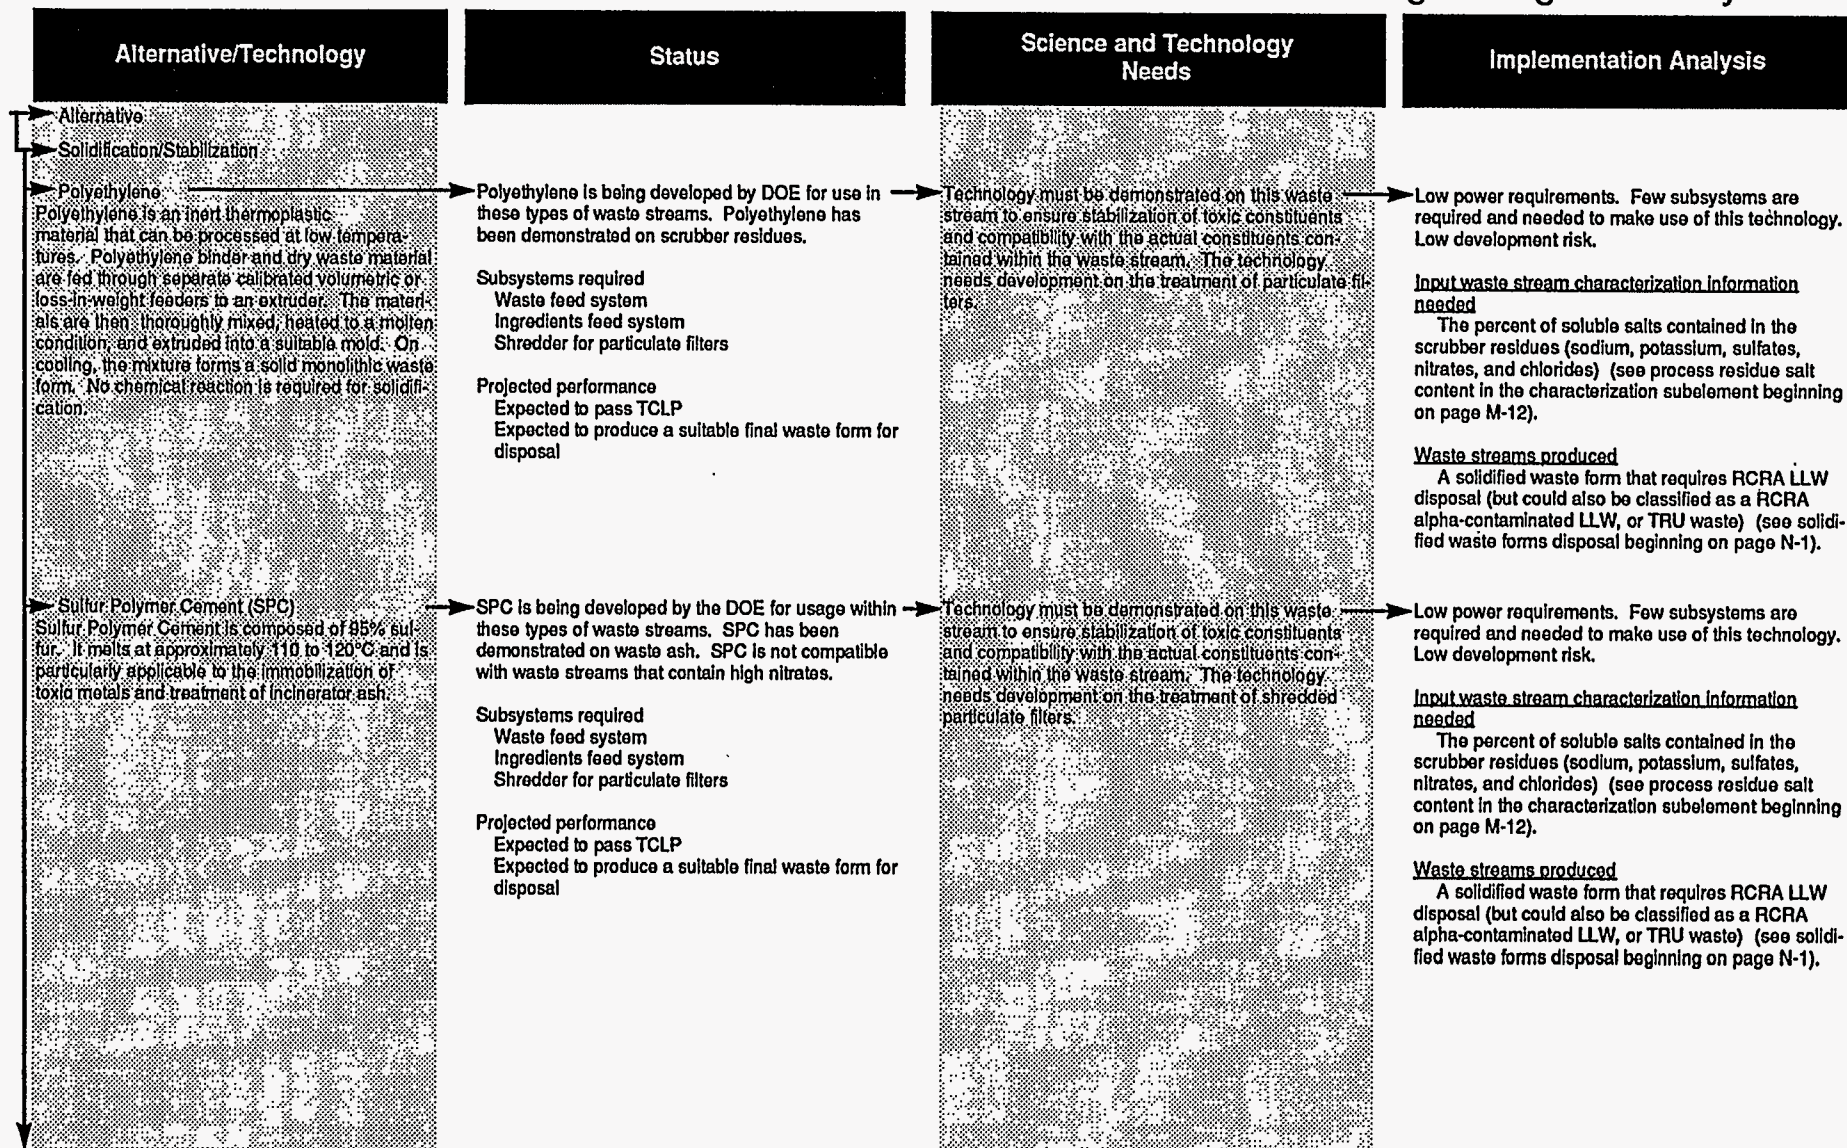 Alternative/Technology
Status
Science and Technology
Needs
Implementation Analysis
Alternative
Solidification/Stabilization
Polyethylene
Polyethylene is an inert thermoplastic
material that can be processed at low tempera-
tures. Polyethylene binder and dry waste material
are fed through separate calibrated volumetric or
loss-in-weight feeders to an extruder. The materi-
als are then thoroughly mixed, heated to a molten
condition, and extruded into a suitable mold. On
cooling, the mixture forms a solid monolithic waste
form. No chemical reaction is required for solidifi-
cation.
Polyethylene is being developed by DOE for use in
these types of waste streams. Polyethylene has
been demonstrated on scrubber residues.
Subsystems required
Waste feed system
Ingredients feed system
Shredder for particulate filters
Projected performance
Expected to pass TCLP
Expected to produce a suitable final waste form for
disposal
Technology must be demonstrated on this waste
stream to ensure stabilization of toxic constituents
and compatibility with the actual constituents con-
tained within the waste stream. The technology
needs development on the treatment of particulate fil-
ters.
Low power requirements. Few subsystems are
required and needed to make use of this technology.
Low development risk.
Input waste stream characterization information
needed
The percent of soluble salts contained in the
scrubber residues (sodium, potassium, sulfates,
nitrates, and chlorides) (see process residue salt
content in the characterization subelement beginning
on page M-12).
Waste streams produced
A solidified waste form that requires RCRA LLW
disposal (but could also be classified as a RCRA
alpha-contaminated LLW, or TRU waste) (see solidi-
fied waste forms disposal beginning on page N-1).
Sulfur Polymer Cement (SPC)
Sulfur Polymer Cement is composed of 95% sul-
fur. It melts at approximately 110 to 120°C and is
particularly applicable to the immobilization of
toxic metals and treatment of incinerator ash.
SPC is being developed by the DOE for usage within
these types of waste streams. SPC has been
demonstrated on waste ash. SPC is not compatible
with waste streams that contain high nitrates.
Subsystems required
Waste feed system
Ingredients feed system
Shredder for particulate filters
Projected performance
Expected to pass TCLP
Expected to produce a suitable final waste form for
disposal
Technology must be demonstrated on this waste
stream to ensure stabilization of toxic constituents
and compatibility with the actual constituents con-
tained within the waste stream. The technology
needs development on the treatment of shredded
particulate filters.
Low power requirements. Few subsystems are
required and needed to make use of this technology.
Low development risk.
Input waste stream characterization information
needed
The percent of soluble salts contained in the
scrubber residues (sodium, potassium, sulfates,
nitrates, and chlorides) (see process residue salt
content in the characterization subelement beginning
on page M-12).
Waste streams produced
A solidified waste form that requires RCRA LLW
disposal (but could also be classified as a RCRA
alpha-contaminated LLW, or TRU waste) (see solidi-
fied waste forms disposal beginning on page N-1).